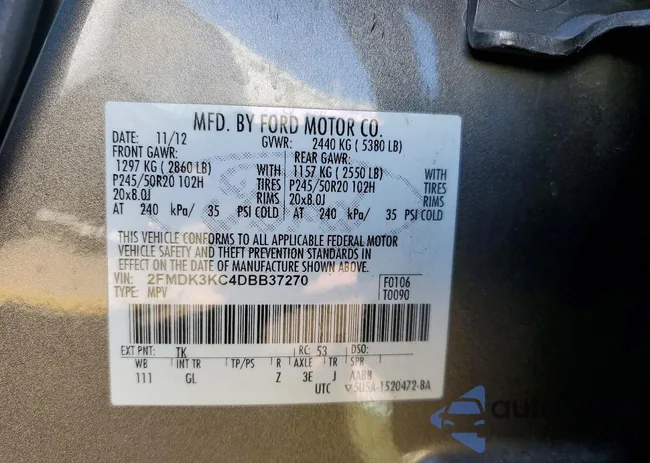 MFD. BY FORD MOTOR CO.
DATE: 11/12 GVWR: 2440 KG ( 5380 LB)
FRONT GAWR: REAR GAWR:
1297 KG ( 2860 LB) WITH 1157 KG ( 2550 LB) WITH
P245/50R20 102H TIRES P245/50R20 102H TIRES
20x8.0J RIMS 20x8.0J RIMS
AT 240 kPa/ 35 PSI COLD AT 240 kPa/ 35 PSI COLD
THIS VEHICLE CONFORMS TO ALL APPLICABLE FEDERAL MOTOR
VEHICLE SAFETY AND THEFT PREVENTION STANDARDS IN
EFFECT ON THE DATE OF MANUFACTURE SHOWN ABOVE.
VIN: 2FMDK3KC4DBB37270 F0106
TYPE: MPV T0090
EXT PNT: TK RC: 53 DSO:
WB INT TR TP/PS R AXLE TR SPR
111 GL Z 3E J AABB
UTC 5U5A-1520472-BA